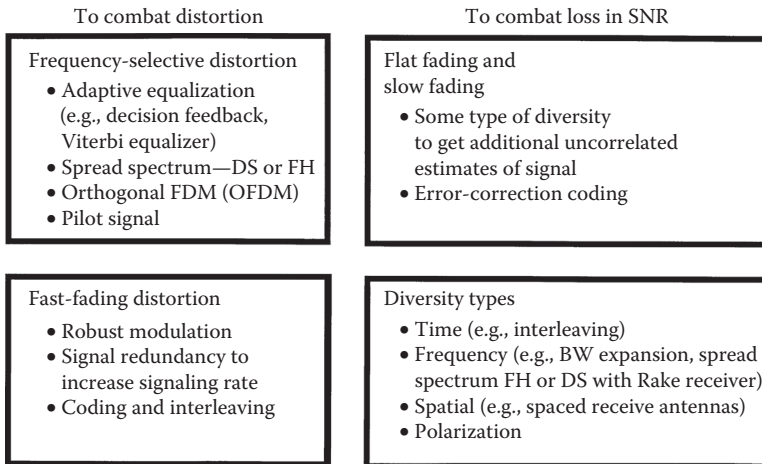 To combat distortion
Frequency-selective distortion
• Adaptive equalization
(e.g., decision feedback,
Viterbi equalizer)
• Spread spectrum—DS or FH
• Orthogonal FDM (OFDM)
• Pilot signal
Fast-fading distortion
• Robust modulation
• Signal redundancy to
increase signaling rate
• Coding and interleaving
To combat loss in SNR
Flat fading and
slow fading
• Some type of diversity
to get additional uncorrelated
estimates of signal
• Error-correction coding
Diversity types
• Time (e.g., interleaving)
• Frequency (e.g., BW expansion, spread
spectrum FH or DS with Rake receiver)
• Spatial (e.g., spaced receive antennas)
• Polarization